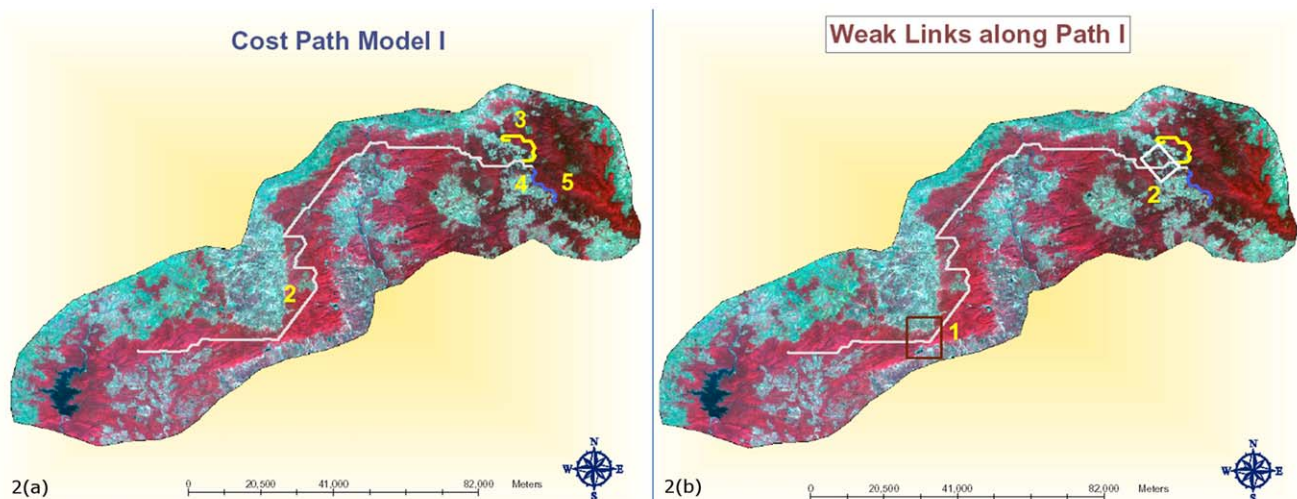 Cost Path Model I
3
4
5
2
N
W E
S
0 20,500 41,000 82,000 Meters
2(a)
Weak Links along Path I
2
1
N
W E
S
0 20,500 41,000 82,000 Meters
2(b)